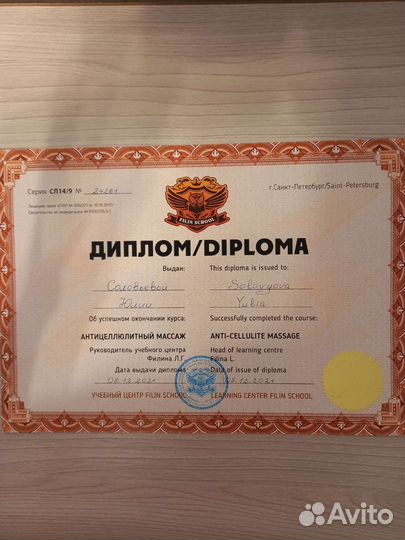 Серия СЛ14/9 № 24261
г.Санкт-Петербург/Saint-Petersburg
FILIN SCHOOL
ДИПЛОМ/DIPLOMA
Выдан: This diploma is issued to:
Соловьевой Solovyova
Юлии Yulia
Об успешном окончании курса: Successfully completed the course:
АНТИЦЕЛЛЮЛИТНЫЙ МАССАЖ ANTI-CELLULITE MASSAGE
Руководитель учебного центра Head of learning centre
Филина Л.Г. Filina L.
Дата выдачи диплома Date of issue of diploma
08.12.2021 08.12.2021
УЧЕБНЫЙ ЦЕНТР FILIN SCHOOL LEARNING CENTER FILIN SCHOOL
Avito